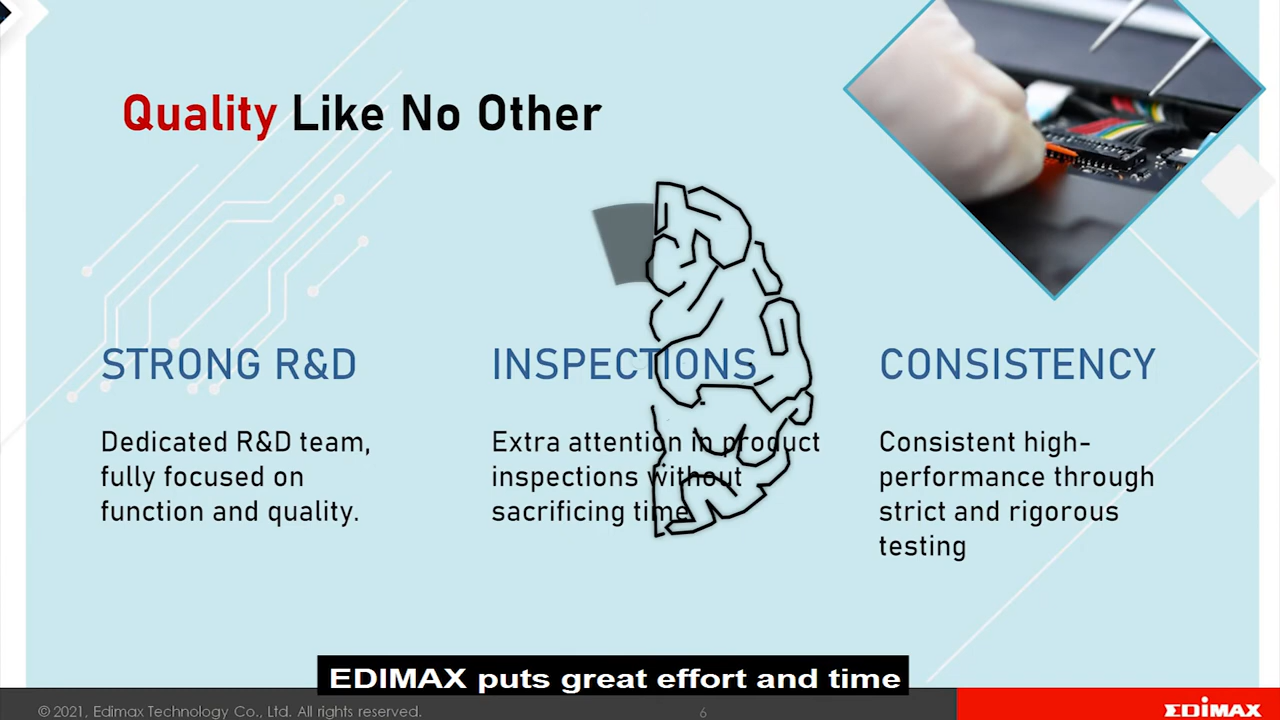 Quality Like No Other
STRONG R&D
Dedicated R&D team,
fully focused on
function and quality.
INSPECTIONS
Extra attention in product
inspections without
sacrificing time
CONSISTENCY
Consistent high-
performance through
strict and rigorous
testing
EDIMAX puts great effort and time
© 2021, Edimax Technology Co., Ltd. All rights reserved.
6
EDIMAX